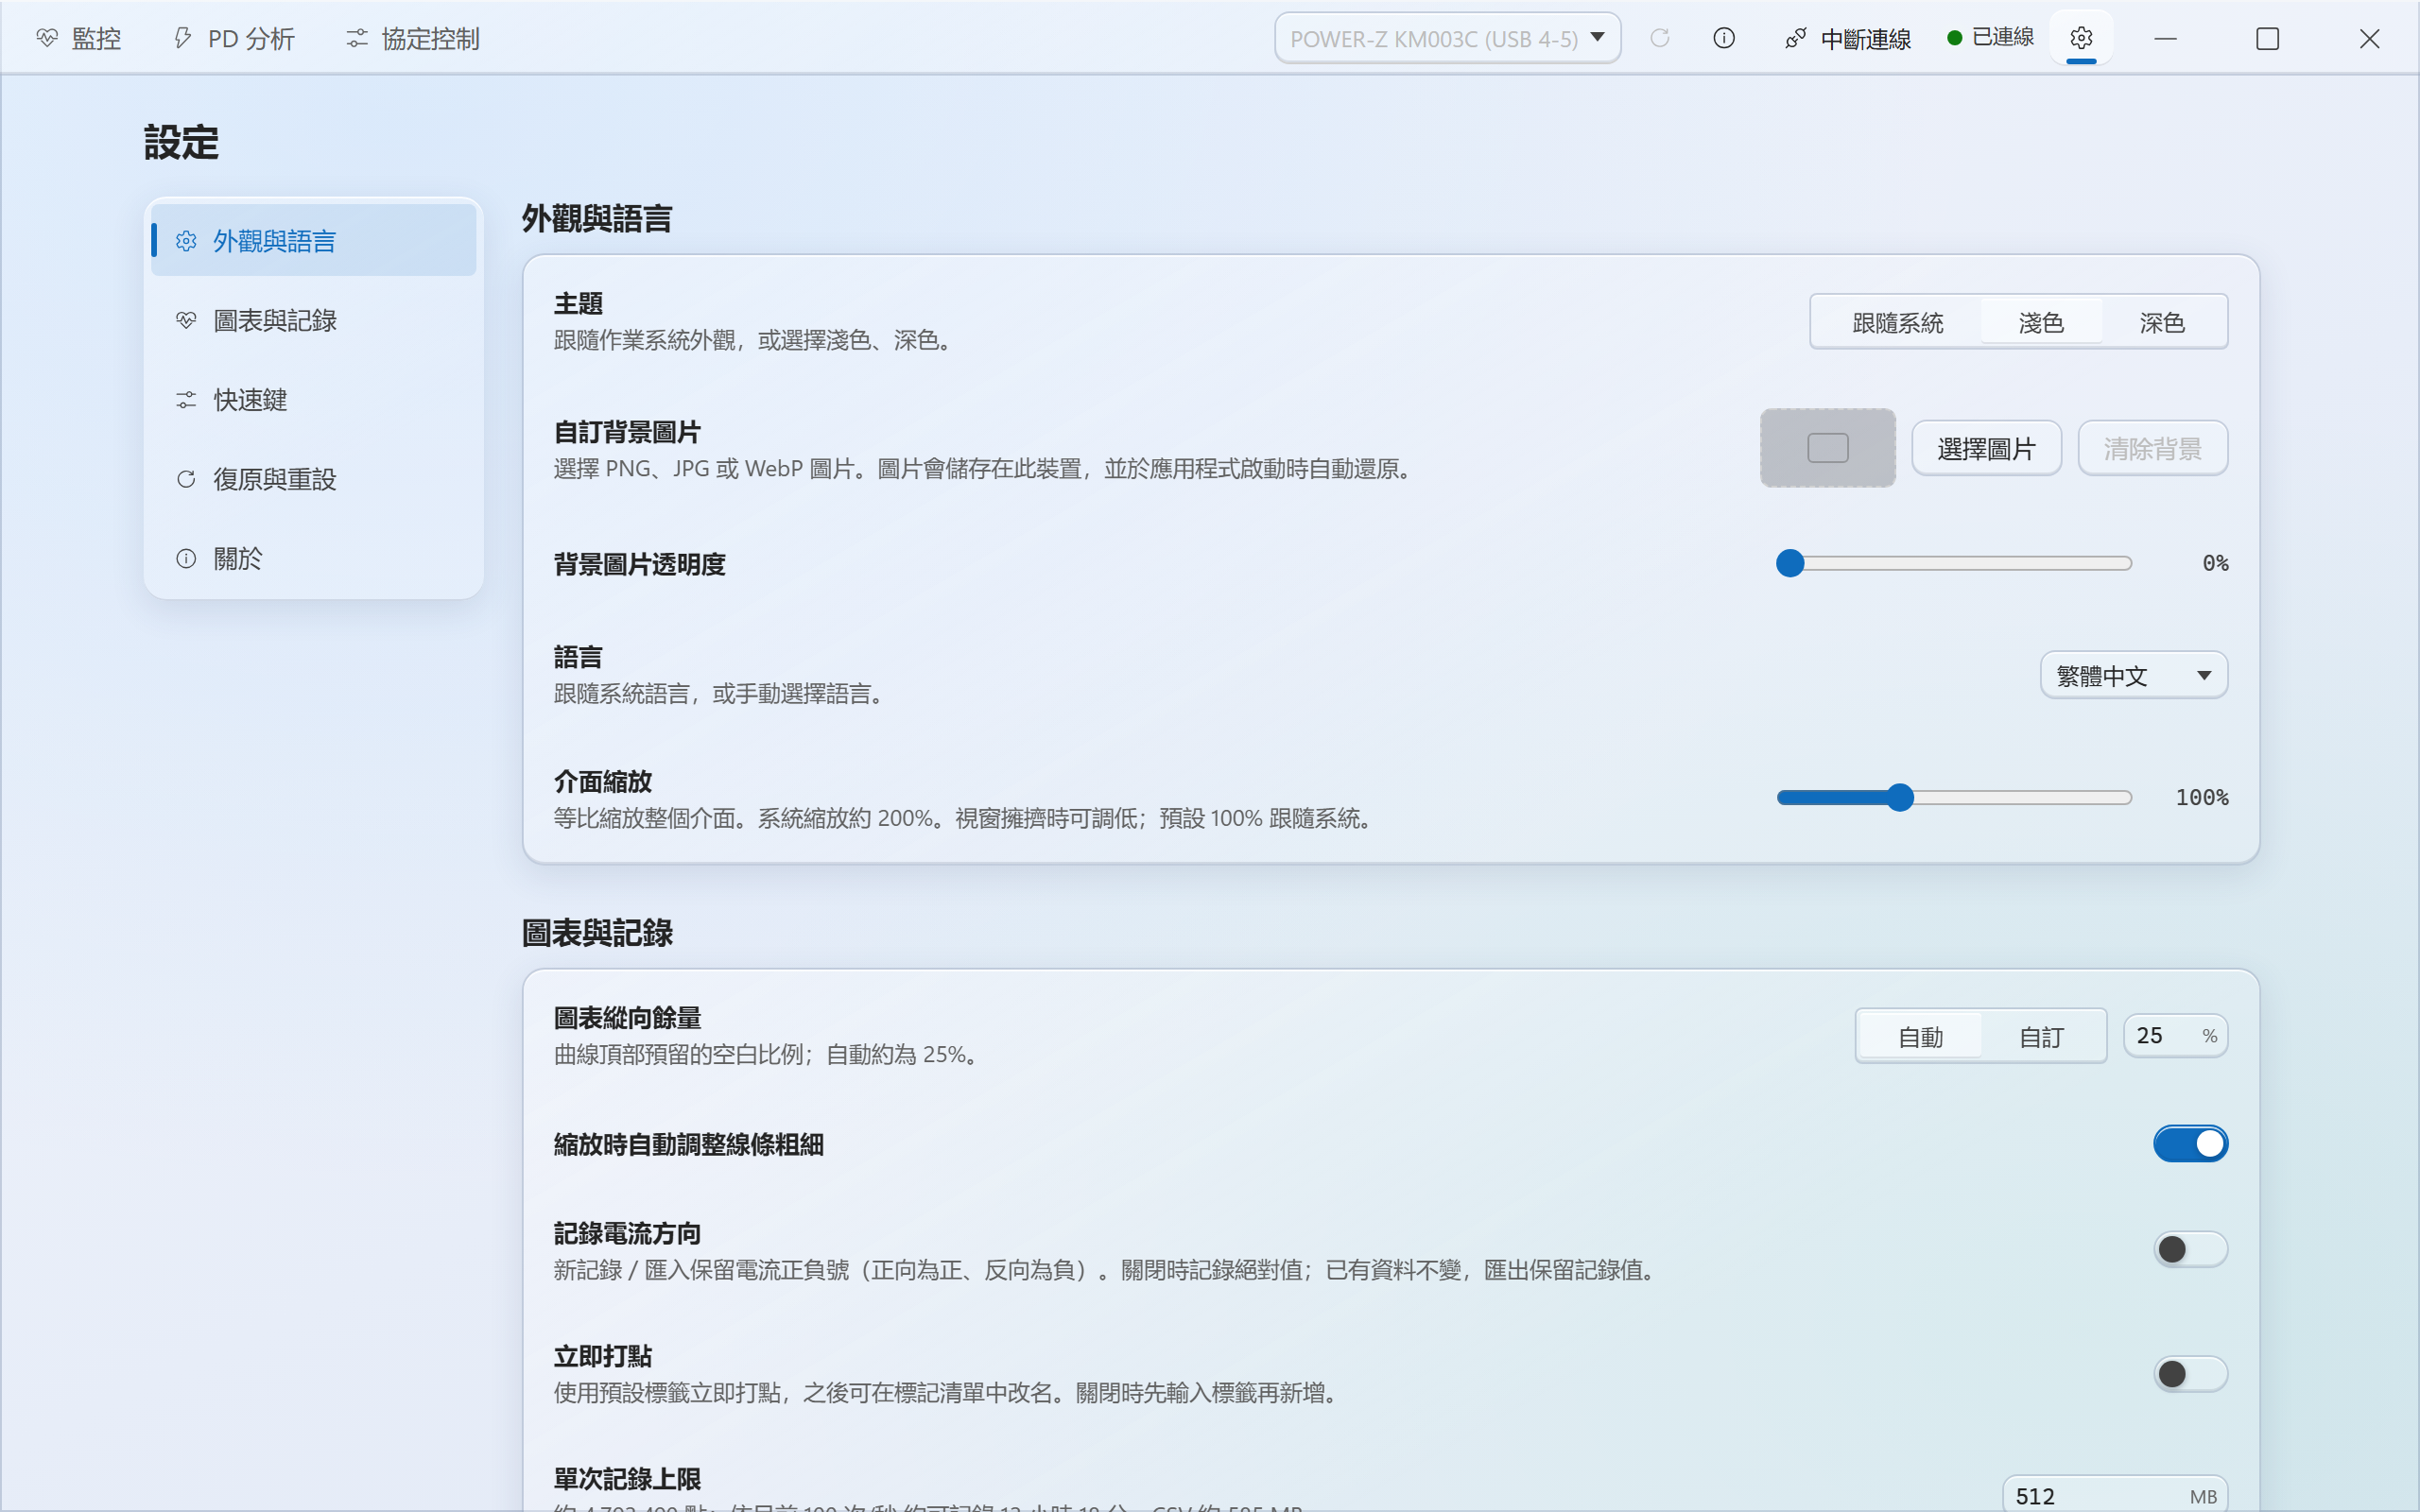 監控
PD 分析
協定控制
POWER-Z KM003C (USB 4-5)
中斷連線
已連線
設定
外觀與語言
圖表與記錄
快速鍵
復原與重設
關於
外觀與語言
主題
跟隨作業系統外觀，或選擇淺色、深色。
跟隨系統
淺色
深色
自訂背景圖片
選擇 PNG、JPG 或 WebP 圖片。圖片會儲存在此裝置，並於應用程式啟動時自動還原。
選擇圖片
清除背景
背景圖片透明度
0%
語言
跟隨系統語言，或手動選擇語言。
繁體中文
介面縮放
等比縮放整個介面。系統縮放約 200%。視窗擁擠時可調低；預設 100% 跟隨系統。
100%
圖表與記錄
圖表縱向餘量
曲線頂部預留的空白比例；自動約為 25%。
自動
自訂
25 %
縮放時自動調整線條粗細
記錄電流方向
新記錄 / 匯入保留電流正負號（正向為正、反向為負）。關閉時記錄絕對值；已有資料不變，匯出保留記錄值。
立即打點
使用預設標籤立即打點，之後可在標記清單中改名。關閉時先輸入標籤再新增。
單次記錄上限
512 MB